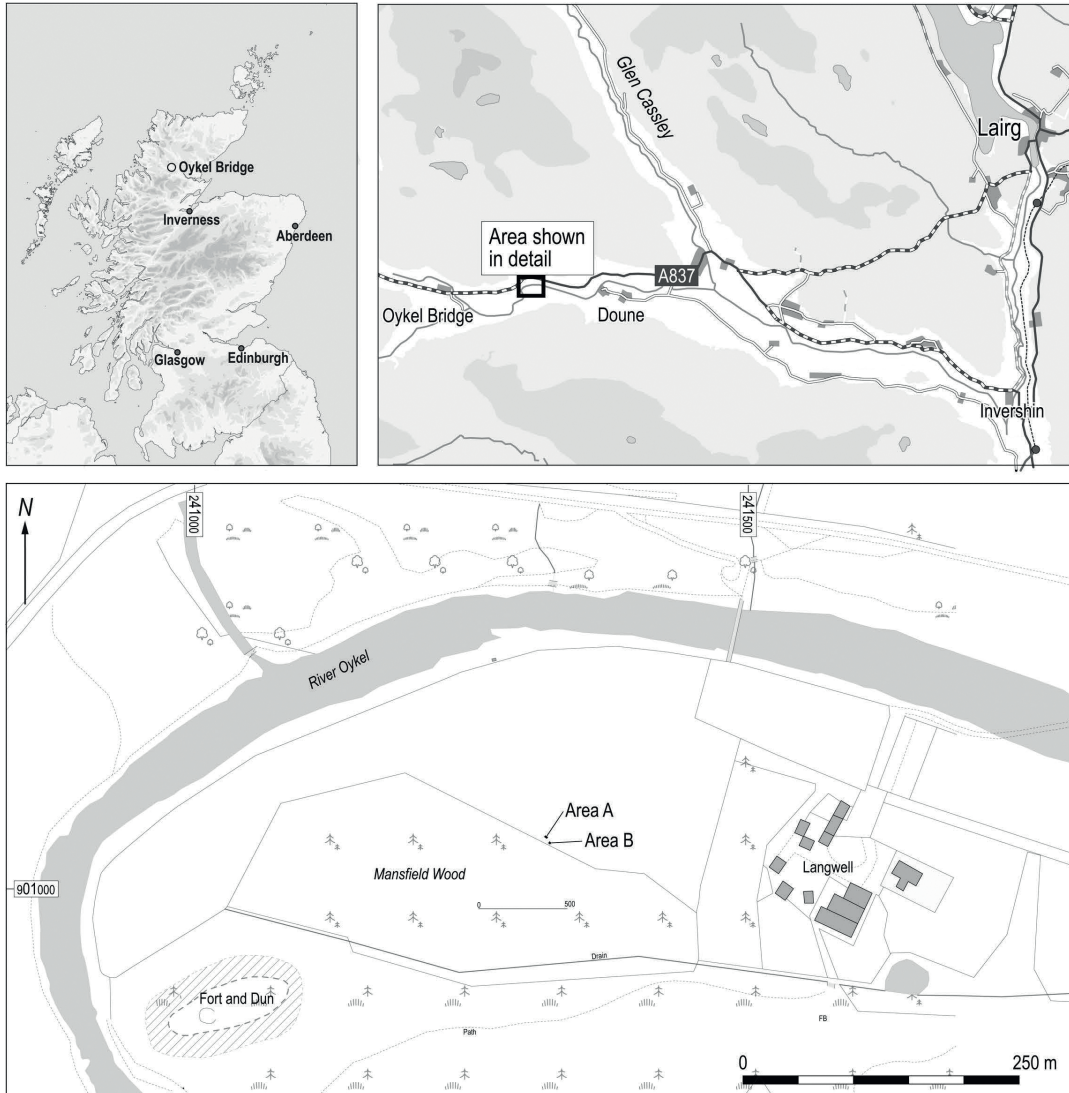 Oykel Bridge
Inverness
Aberdeen
Glasgow
Edinburgh
Glen Cassley
Lairg
Area shown
in detail
A837
Oykel Bridge
Doune
Invershin
N
241000
241500
River Oykel
Area A
Area B
Mansfield Wood
Langwell
901000
0 500
Drain
Fort and Dun
Path
FB
0 250 m